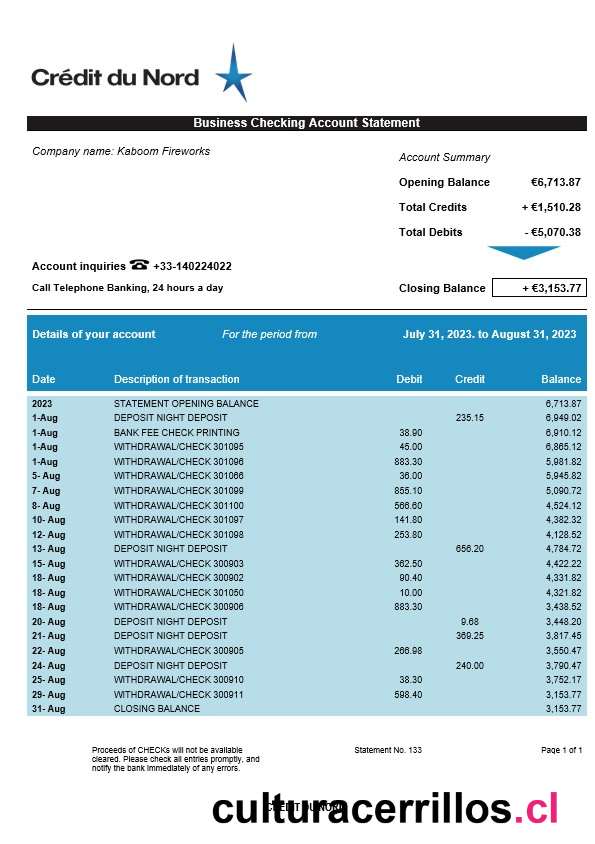 Crédit du Nord
Business Checking Account Statement
Company name: Kaboom Fireworks
Account Summary
Opening Balance €6,713.87
Total Credits + €1,510.28
Total Debits - €5,070.38
Account inquiries ☎ +33-140224022
Call Telephone Banking, 24 hours a day
Closing Balance + €3,153.77
Details of your account For the period from July 31, 2023. to August 31, 2023
Date Description of transaction Debit Credit Balance
2023 STATEMENT OPENING BALANCE 6,713.87
1-Aug DEPOSIT NIGHT DEPOSIT 235.15 6,949.02
1-Aug BANK FEE CHECK PRINTING 38.90 6,910.12
1-Aug WITHDRAWAL/CHECK 301095 45.00 6,865.12
1-Aug WITHDRAWAL/CHECK 301096 883.30 5,981.82
5- Aug WITHDRAWAL/CHECK 301066 36.00 5,945.82
7- Aug WITHDRAWAL/CHECK 301099 855.10 5,090.72
8- Aug WITHDRAWAL/CHECK 301100 566.60 4,524.12
10- Aug WITHDRAWAL/CHECK 301097 141.80 4,382.32
12- Aug WITHDRAWAL/CHECK 301098 253.80 4,128.52
13- Aug DEPOSIT NIGHT DEPOSIT 656.20 4,784.72
15- Aug WITHDRAWAL/CHECK 300903 362.50 4,422.22
18- Aug WITHDRAWAL/CHECK 300902 90.40 4,331.82
18- Aug WITHDRAWAL/CHECK 301050 10.00 4,321.82
18- Aug WITHDRAWAL/CHECK 300906 883.30 3,438.52
20- Aug DEPOSIT NIGHT DEPOSIT 9.68 3,448.20
21- Aug DEPOSIT NIGHT DEPOSIT 369.25 3,817.45
22- Aug WITHDRAWAL/CHECK 300905 266.98 3,550.47
24- Aug DEPOSIT NIGHT DEPOSIT 240.00 3,790.47
25- Aug WITHDRAWAL/CHECK 300910 38.30 3,752.17
29- Aug WITHDRAWAL/CHECK 300911 598.40 3,153.77
31- Aug CLOSING BALANCE 3,153.77
Proceeds of CHECKs will not be available
cleared. Please check all entries promptly, and
notify the bank immediately of any errors.
Statement No. 133
Page 1 of 1
CRÉDIT DU NORD
culturacerrillos.cl